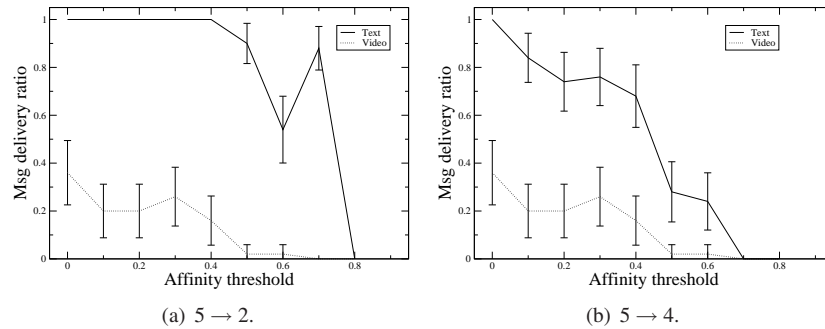 1
0.8
0.6
0.4
0.2
0
0 0.2 0.4 0.6 0.8
Msg delivery ratio
Affinity threshold
Text
Video
(a) 5 → 2.
1
0.8
0.6
0.4
0.2
0
0 0.2 0.4 0.6 0.8
Msg delivery ratio
Affinity threshold
Text
Video
(b) 5 → 4.